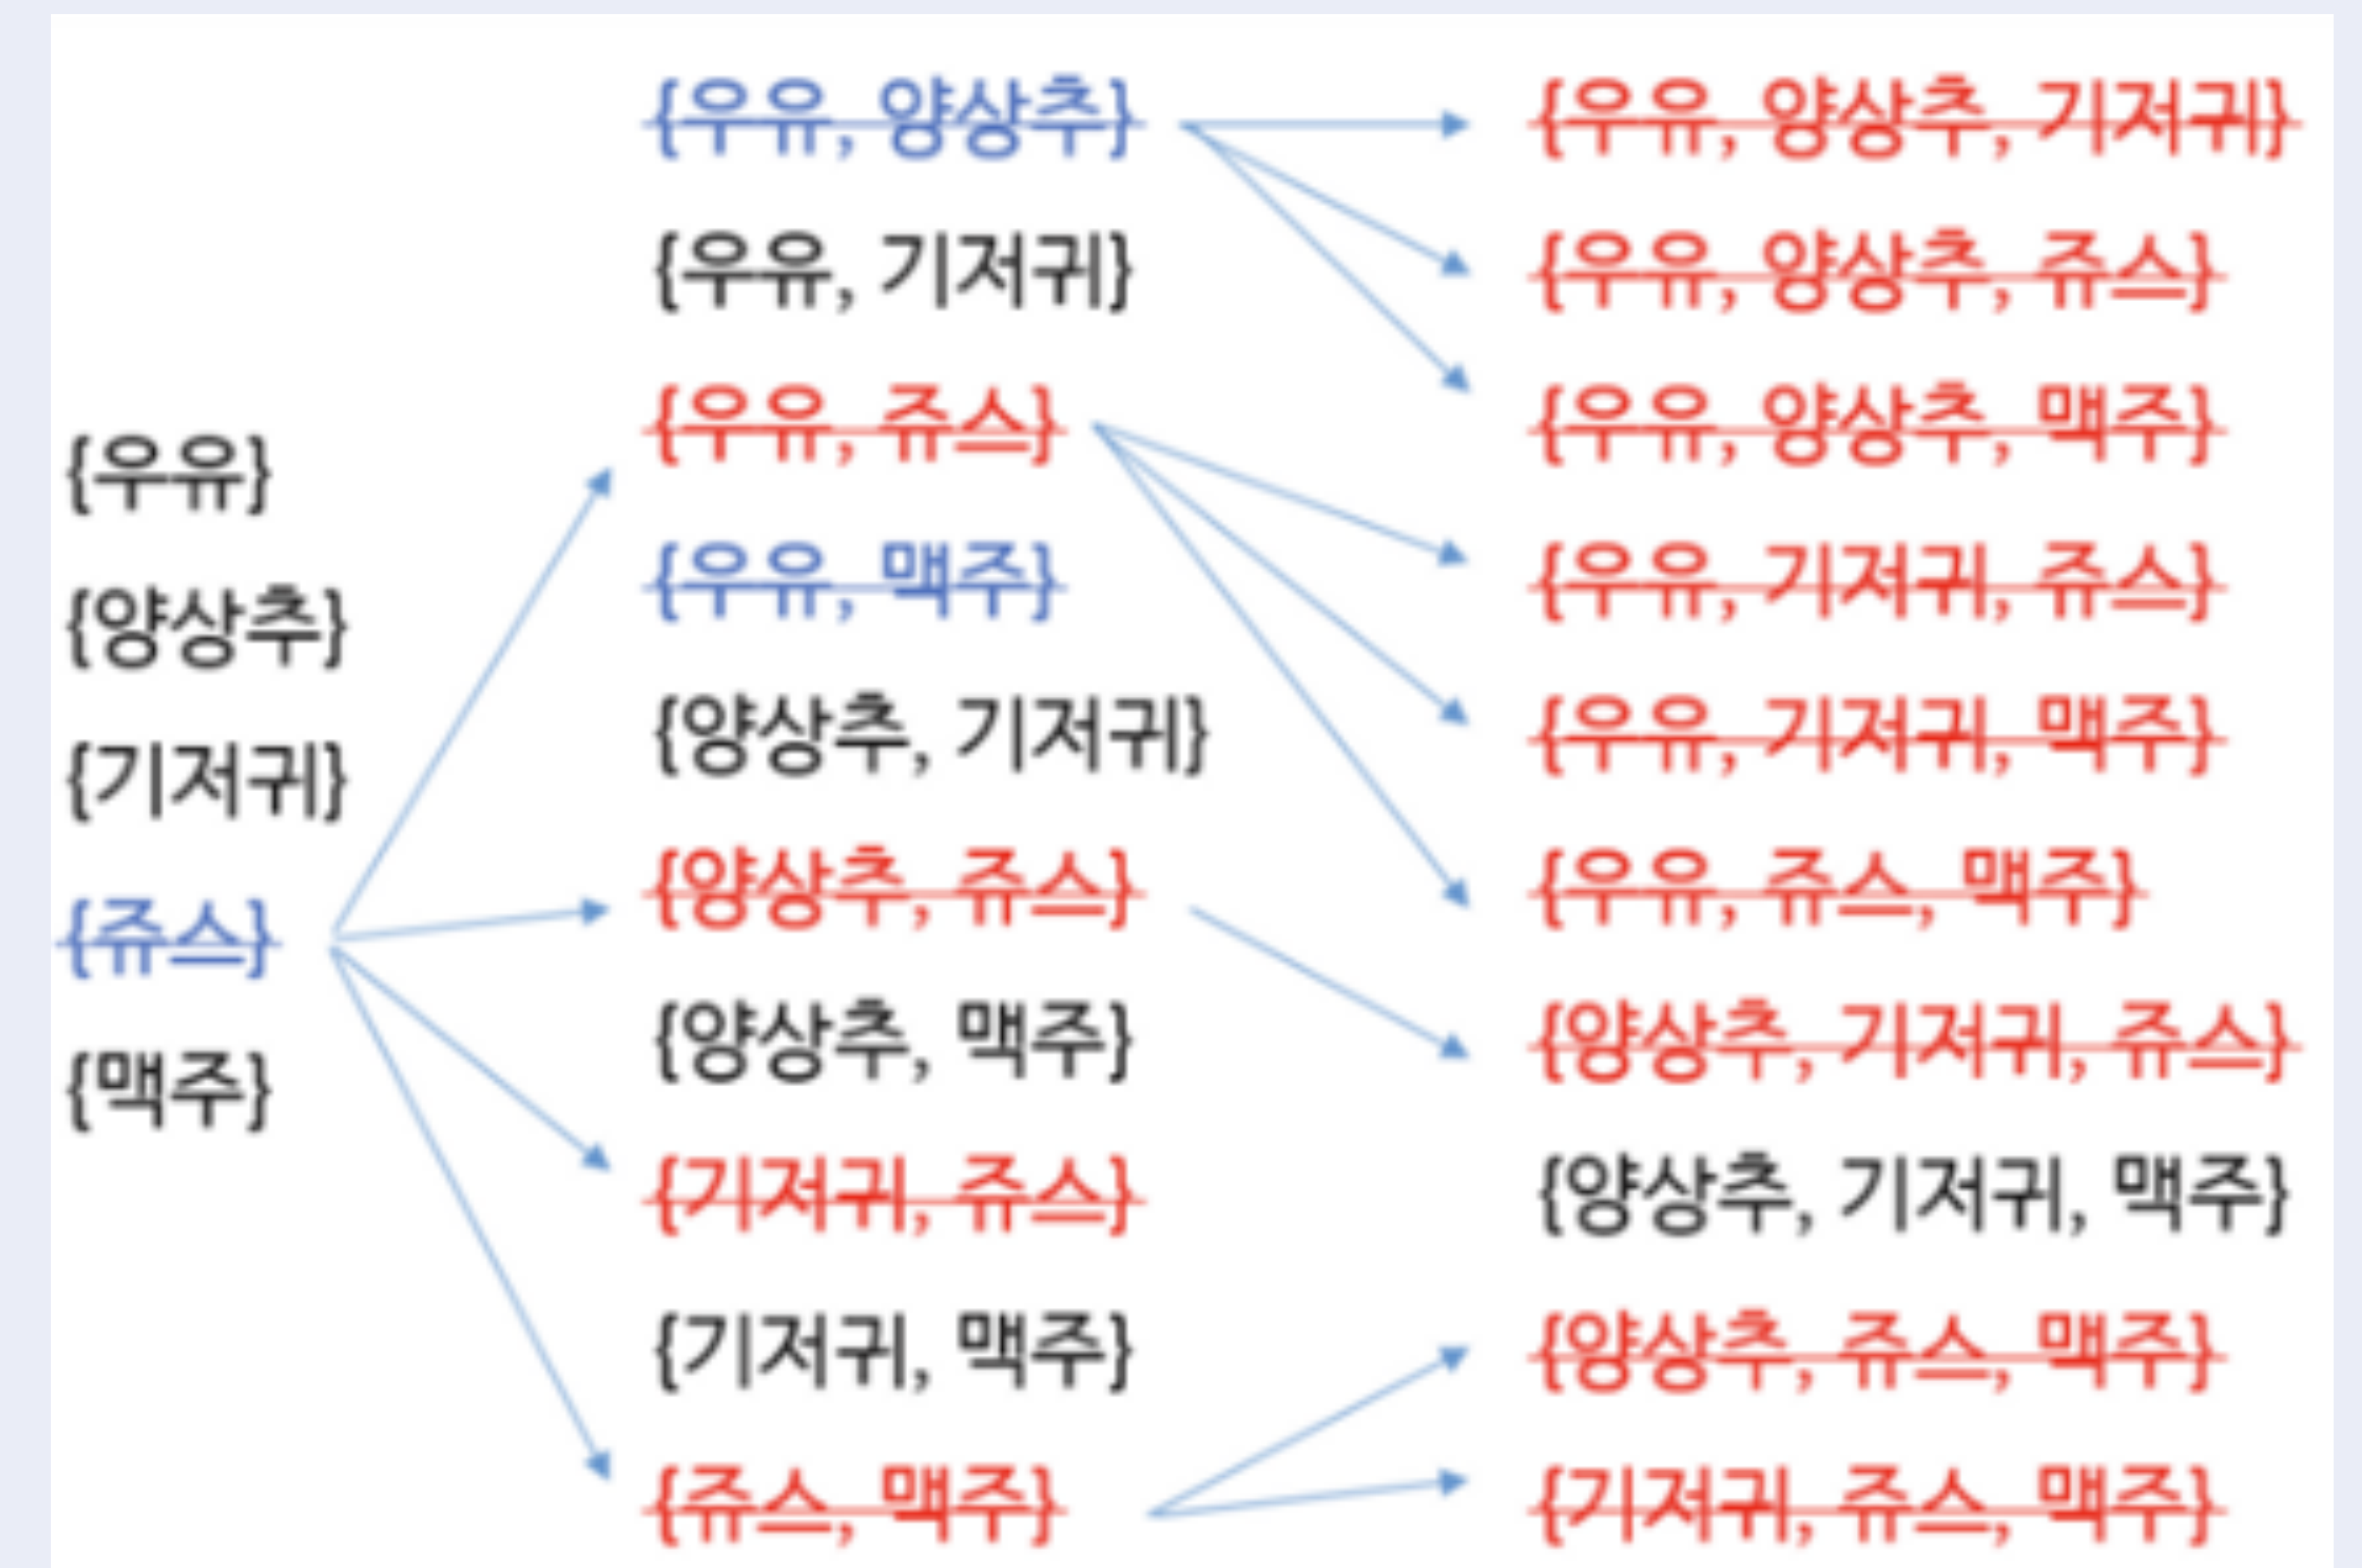 {우유}
{양상추}
{기저귀}
{쥬스}
{맥주}
{우유, 양상추}
{우유, 기저귀}
{우유, 쥬스}
{우유, 맥주}
{양상추, 기저귀}
{양상추, 쥬스}
{양상추, 맥주}
{기저귀, 쥬스}
{기저귀, 맥주}
{쥬스, 맥주}
{우유, 양상추, 기저귀}
{우유, 양상추, 쥬스}
{우유, 양상추, 맥주}
{우유, 기저귀, 쥬스}
{우유, 기저귀, 맥주}
{우유, 쥬스, 맥주}
{양상추, 기저귀, 쥬스}
{양상추, 기저귀, 맥주}
{양상추, 쥬스, 맥주}
{기저귀, 쥬스, 맥주}